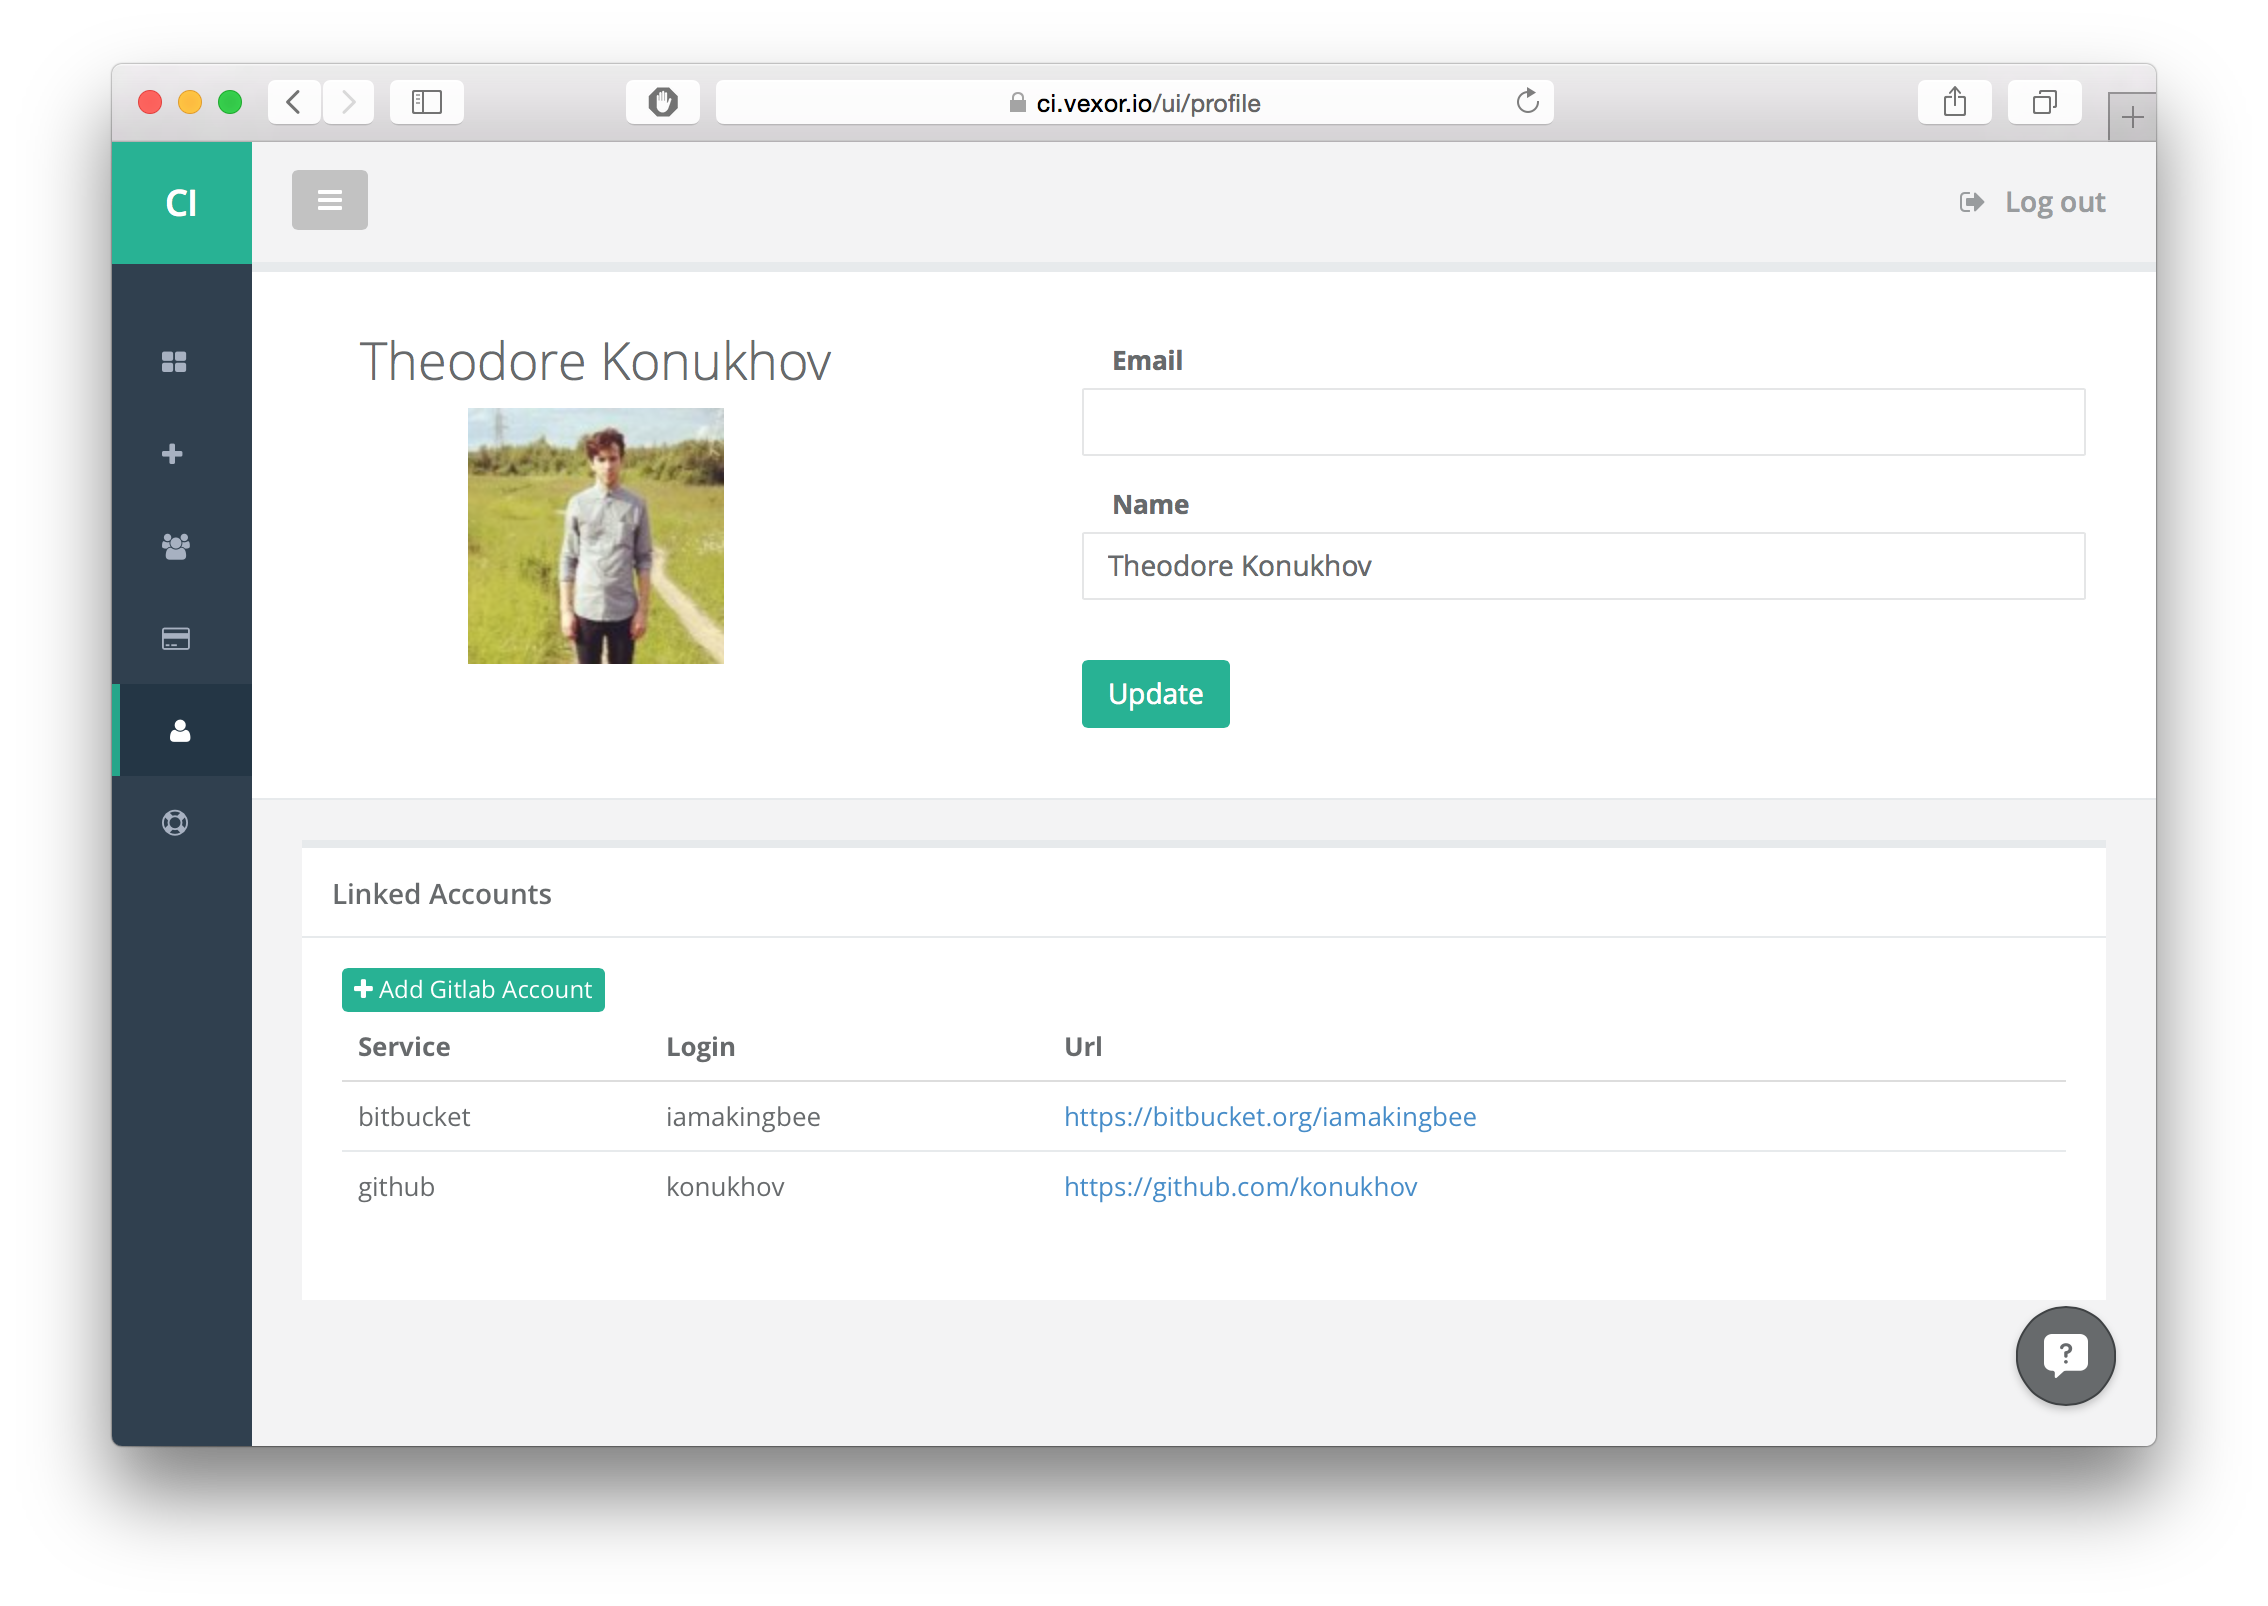 ci.vexor.io/ui/profile
CI
Log out
Theodore Konukhov
Email
Name
Theodore Konukhov
Update
Linked Accounts
Add Gitlab Account
Service Login Url
bitbucket iamakingbee https://bitbucket.org/iamakingbee
github konukhov https://github.com/konukhov